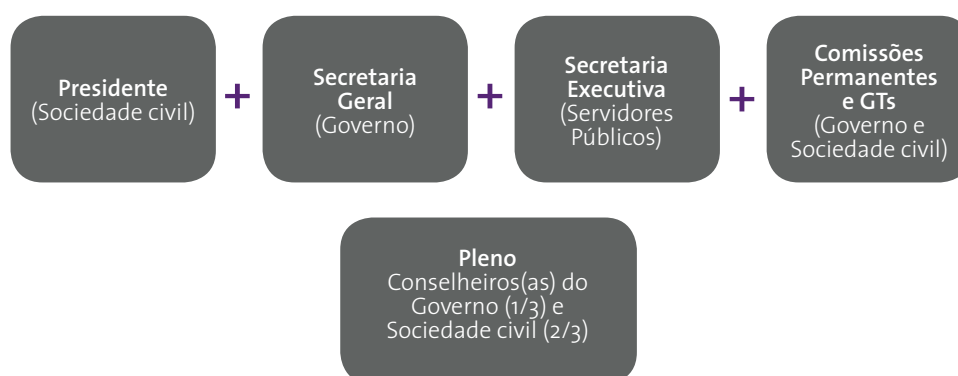 Presidente
(Sociedade civil)
+
Secretaria
Geral
(Governo)
+
Secretaria
Executiva
(Servidores
Públicos)
+
Comissões
Permanentes
e GTs
(Governo e
Sociedade civil)
Pleno
Conselheiros(as) do
Governo (1/3) e
Sociedade civil (2/3)